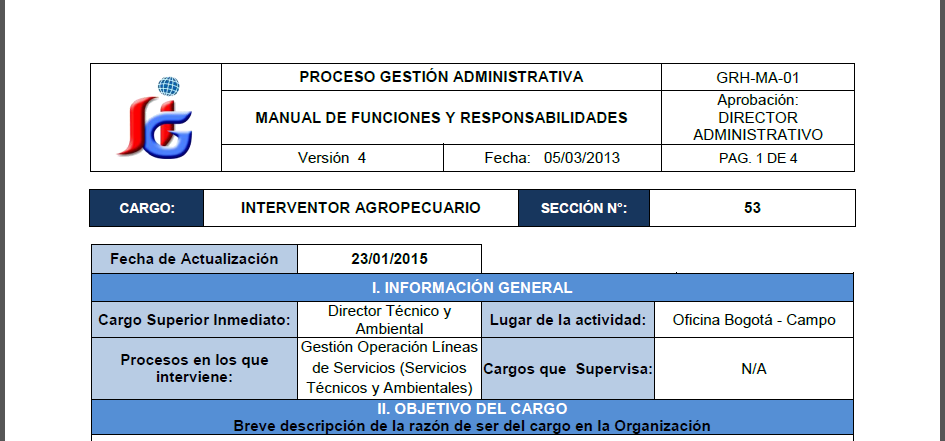 PROCESO GESTIÓN ADMINISTRATIVA
GRH-MA-01
MANUAL DE FUNCIONES Y RESPONSABILIDADES
Aprobación:
DIRECTOR
ADMINISTRATIVO
Versión 4
Fecha: 05/03/2013
PAG. 1 DE 4
CARGO:
INTERVENTOR AGROPECUARIO
SECCIÓN N°:
53
Fecha de Actualización
23/01/2015
I. INFORMACIÓN GENERAL
Cargo Superior Inmediato:
Director Técnico y
Ambiental
Lugar de la actividad:
Oficina Bogotá - Campo
Procesos en los que
interviene:
Gestión Operación Líneas
de Servicios (Servicios
Técnicos y Ambientales)
Cargos que Supervisa:
N/A
II. OBJETIVO DEL CARGO
Breve descripción de la razón de ser del cargo en la Organización